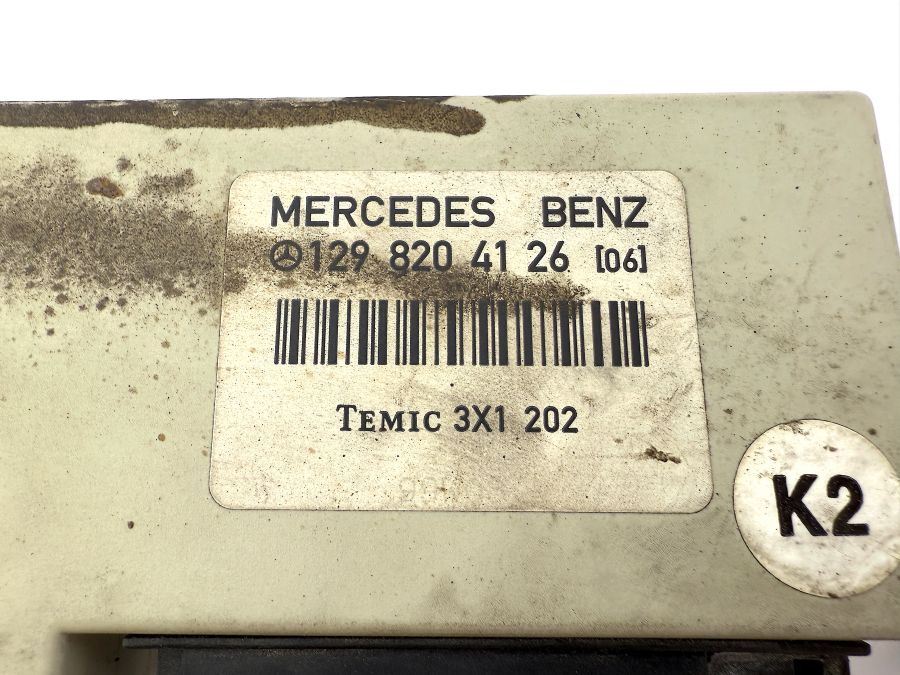 MERCEDES BENZ
129 820 41 26 [06]
TEMIC 3X1 202
K2